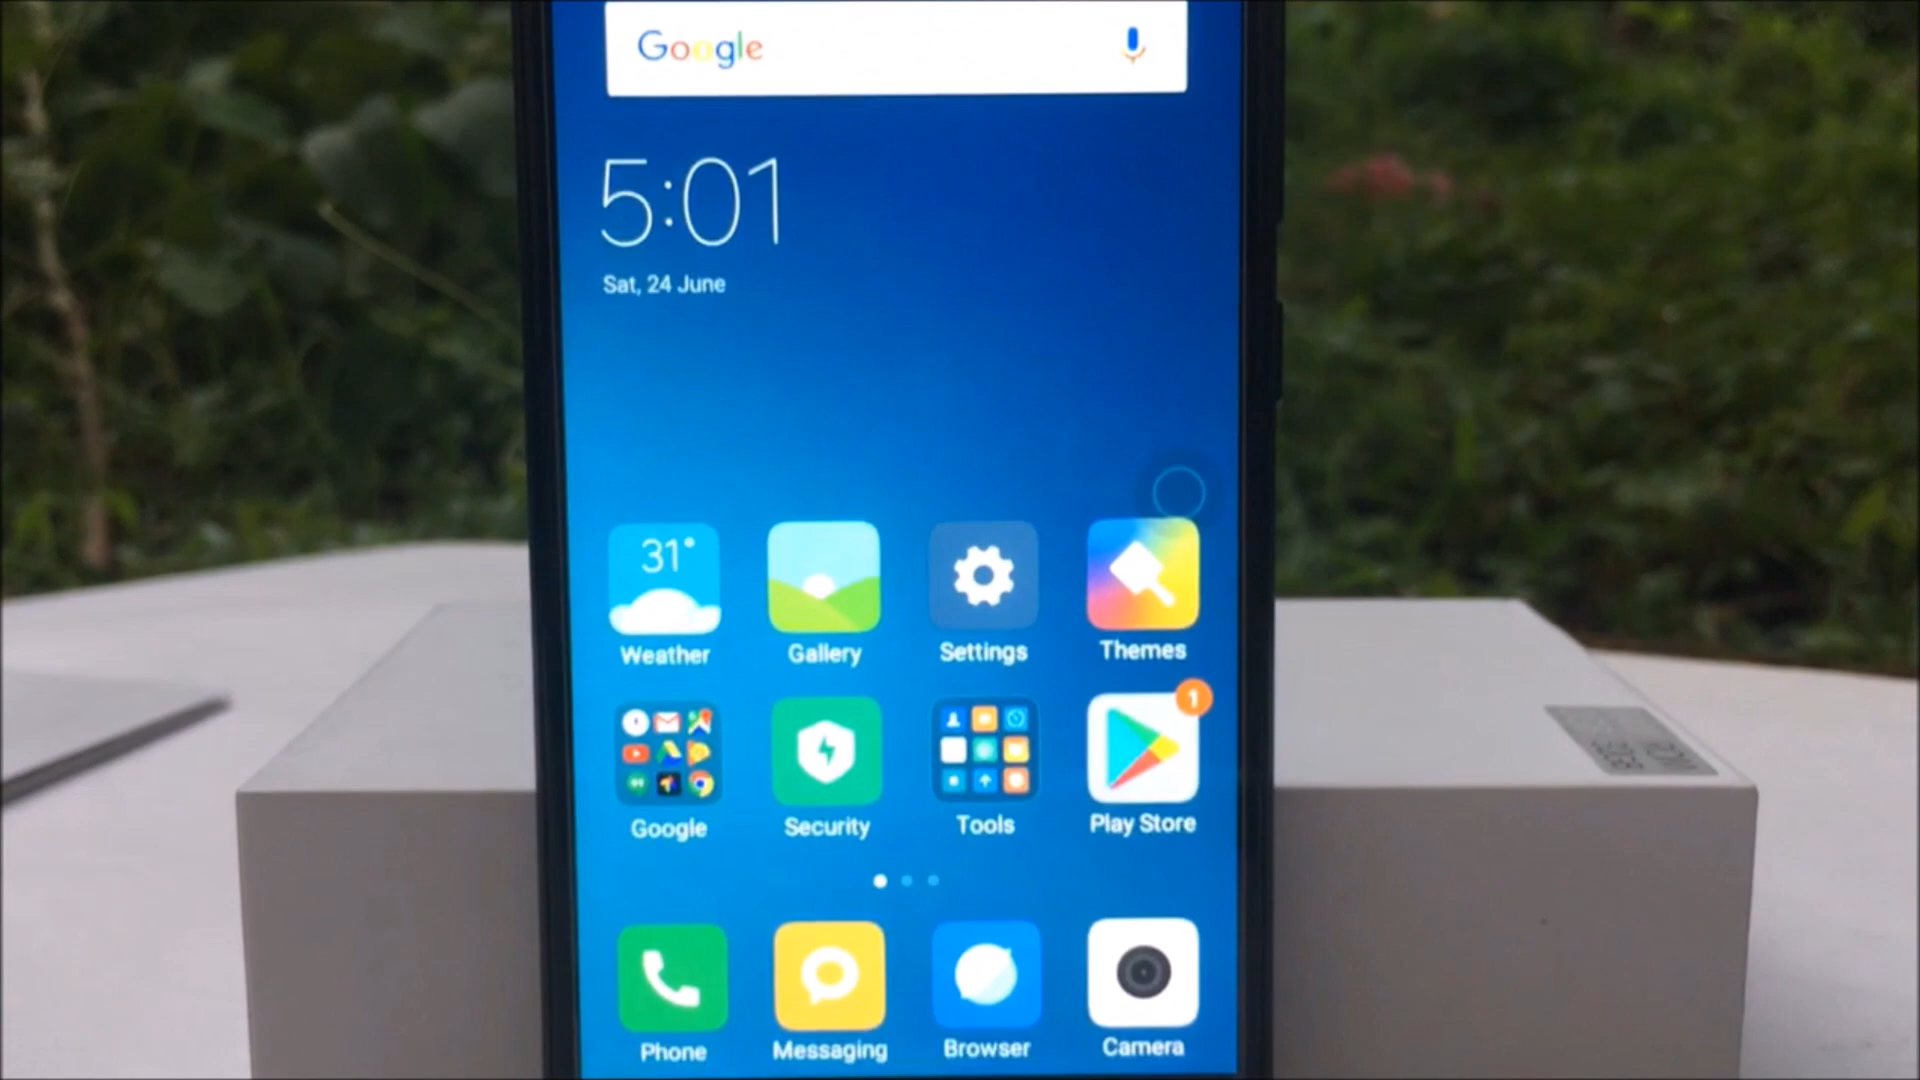 Google
5:01
Sat, 24 June
31°
Weather
Gallery
Settings
Themes
1
Google
Security
Tools
Play Store
Phone
Messaging
Browser
Camera